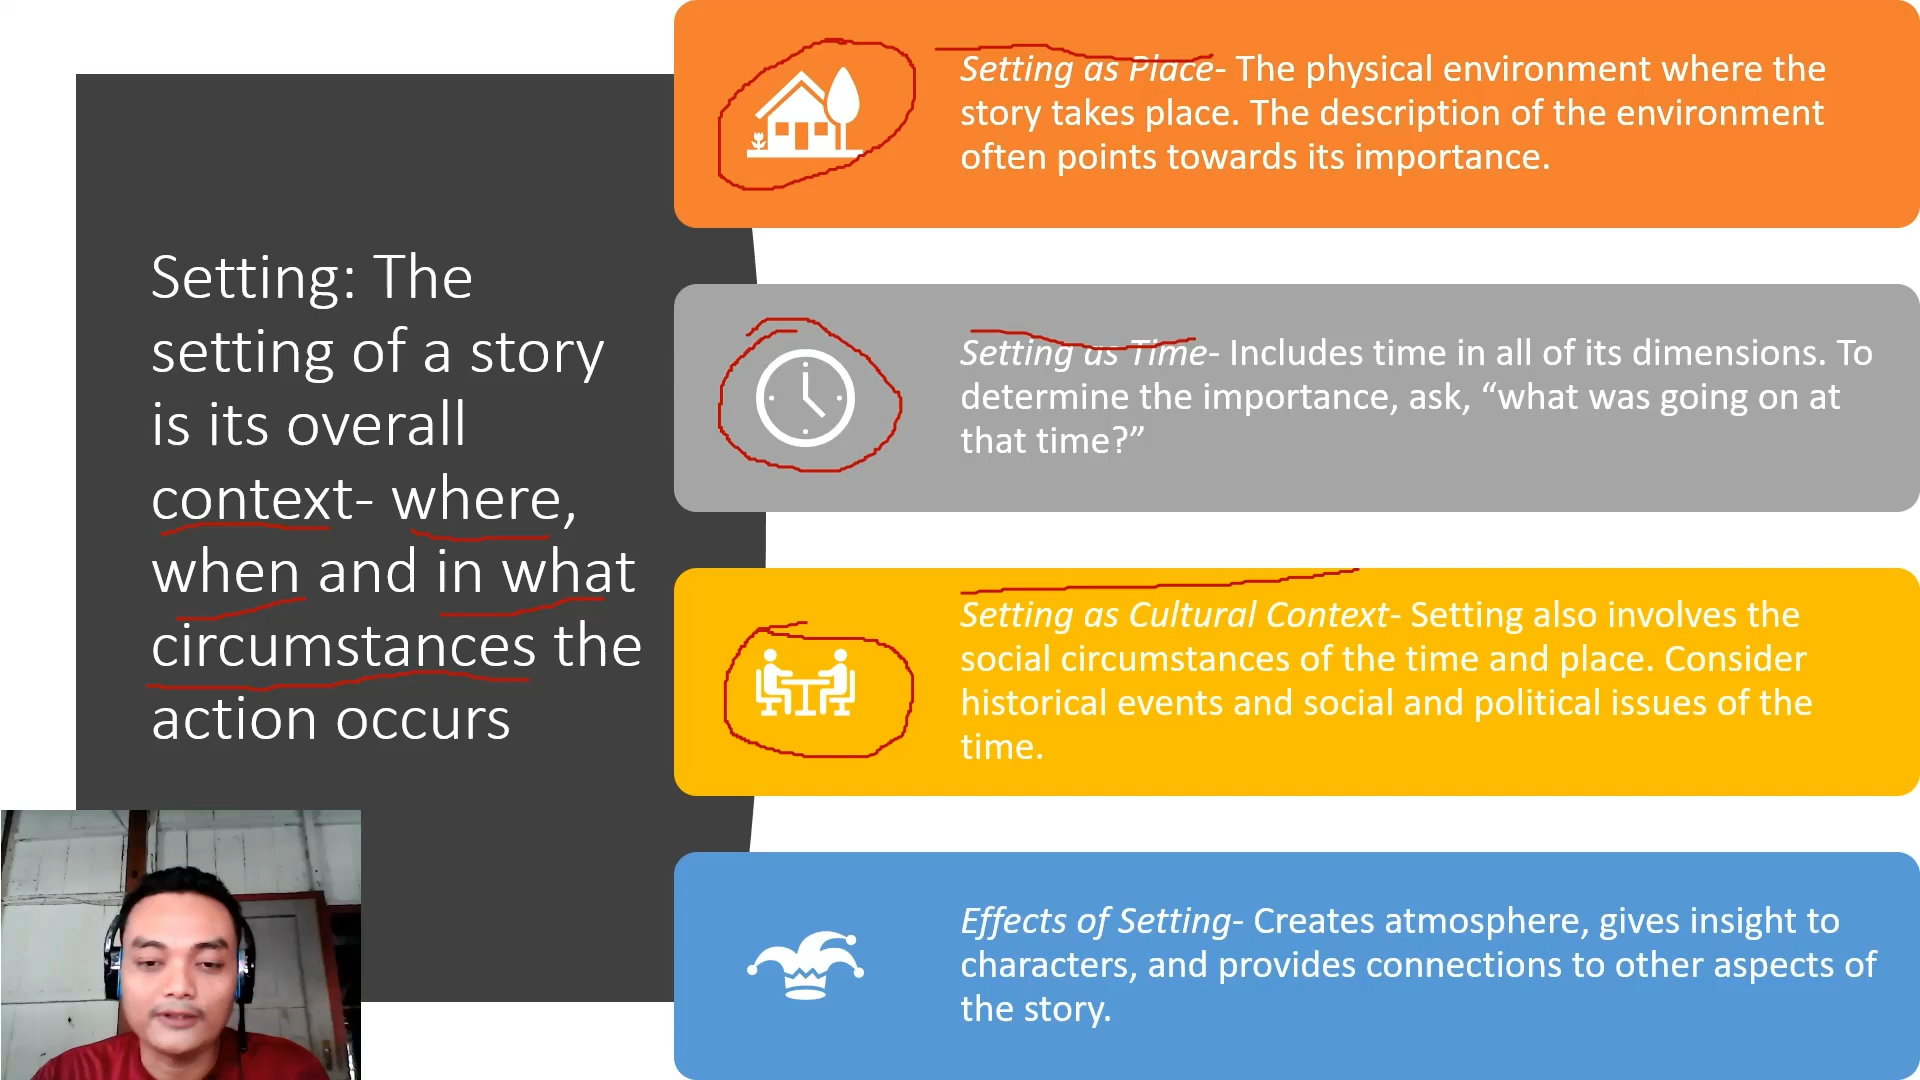 Setting: The
setting of a story
is its overall
context- where,
when and in what
circumstances the
action occurs
Setting as Place- The physical environment where the
story takes place. The description of the environment
often points towards its importance.
Setting as Time- Includes time in all of its dimensions. To
determine the importance, ask, “what was going on at
that time?”
Setting as Cultural Context- Setting also involves the
social circumstances of the time and place. Consider
historical events and social and political issues of the
time.
Effects of Setting- Creates atmosphere, gives insight to
characters, and provides connections to other aspects of
the story.